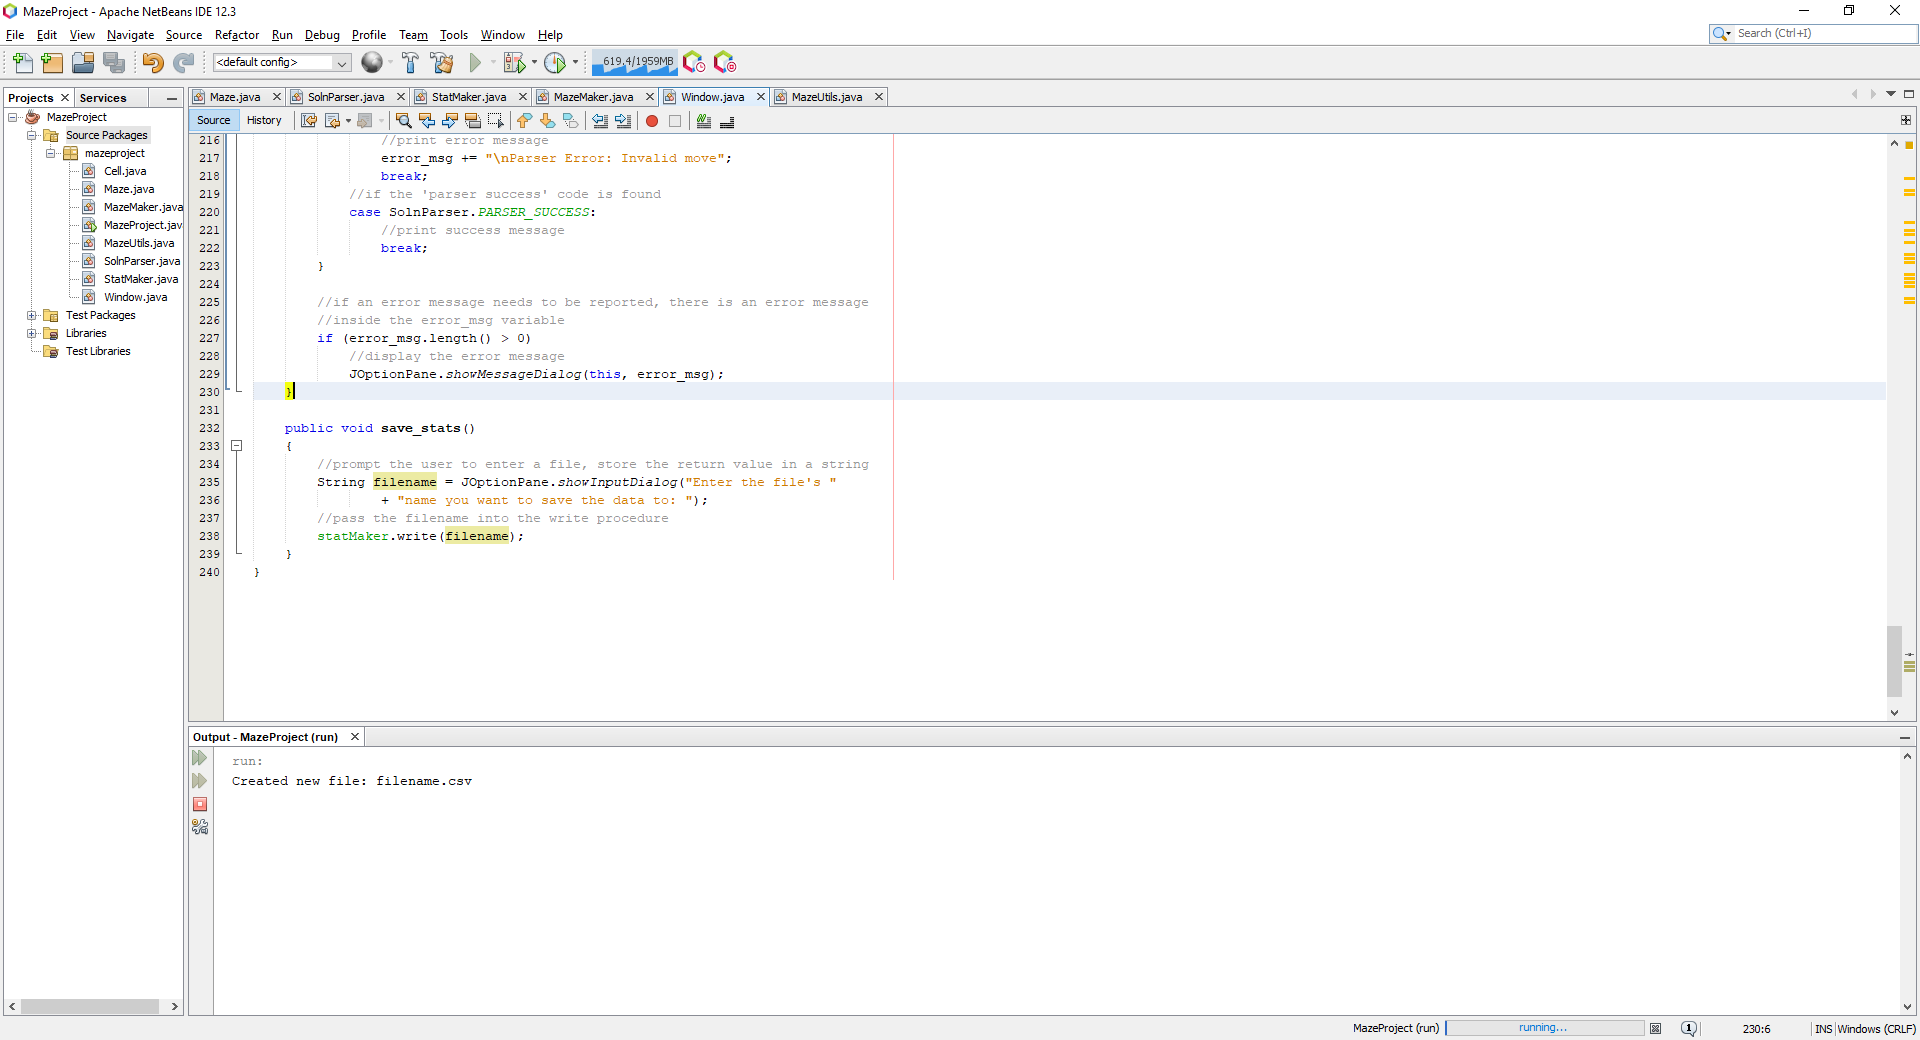 MazeProject - Apache NetBeans IDE 12.3
File Edit View Navigate Source Refactor Run Debug Profile Team Tools Window Help
Search (Ctrl+I)
<default config>
619.4/1959MB
Projects Services
Maze.java SolnParser.java StatMaker.java MazeMaker.java Window.java MazeUtils.java
Source History
MazeProject
Source Packages
mazeproject
Cell.java
Maze.java
MazeMaker.java
MazeProject.jav
MazeUtils.java
SolnParser.java
StatMaker.java
Window.java
Test Packages
Libraries
Test Libraries
216 //print error message
217 error_msg += "\nParser Error: Invalid move";
218 break;
219 //if the 'parser success' code is found
220 case SolnParser.PARSER_SUCCESS:
221 //print success message
222 break;
223 }
224
225 //if an error message needs to be reported, there is an error message
226 //inside the error_msg variable
227 if (error_msg.length() > 0)
228 //display the error message
229 JOptionPane.showMessageDialog(this, error_msg);
230 }
231
232 public void save_stats()
233 {
234 //prompt the user to enter a file, store the return value in a string
235 String filename = JOptionPane.showInputDialog("Enter the file's "
236 + "name you want to save the data to: ");
237 //pass the filename into the write procedure
238 statMaker.write(filename);
239 }
240 }
Output - MazeProject (run)
run:
Created new file: filename.csv
MazeProject (run) running... 1 230:6 INS Windows (CRLF)